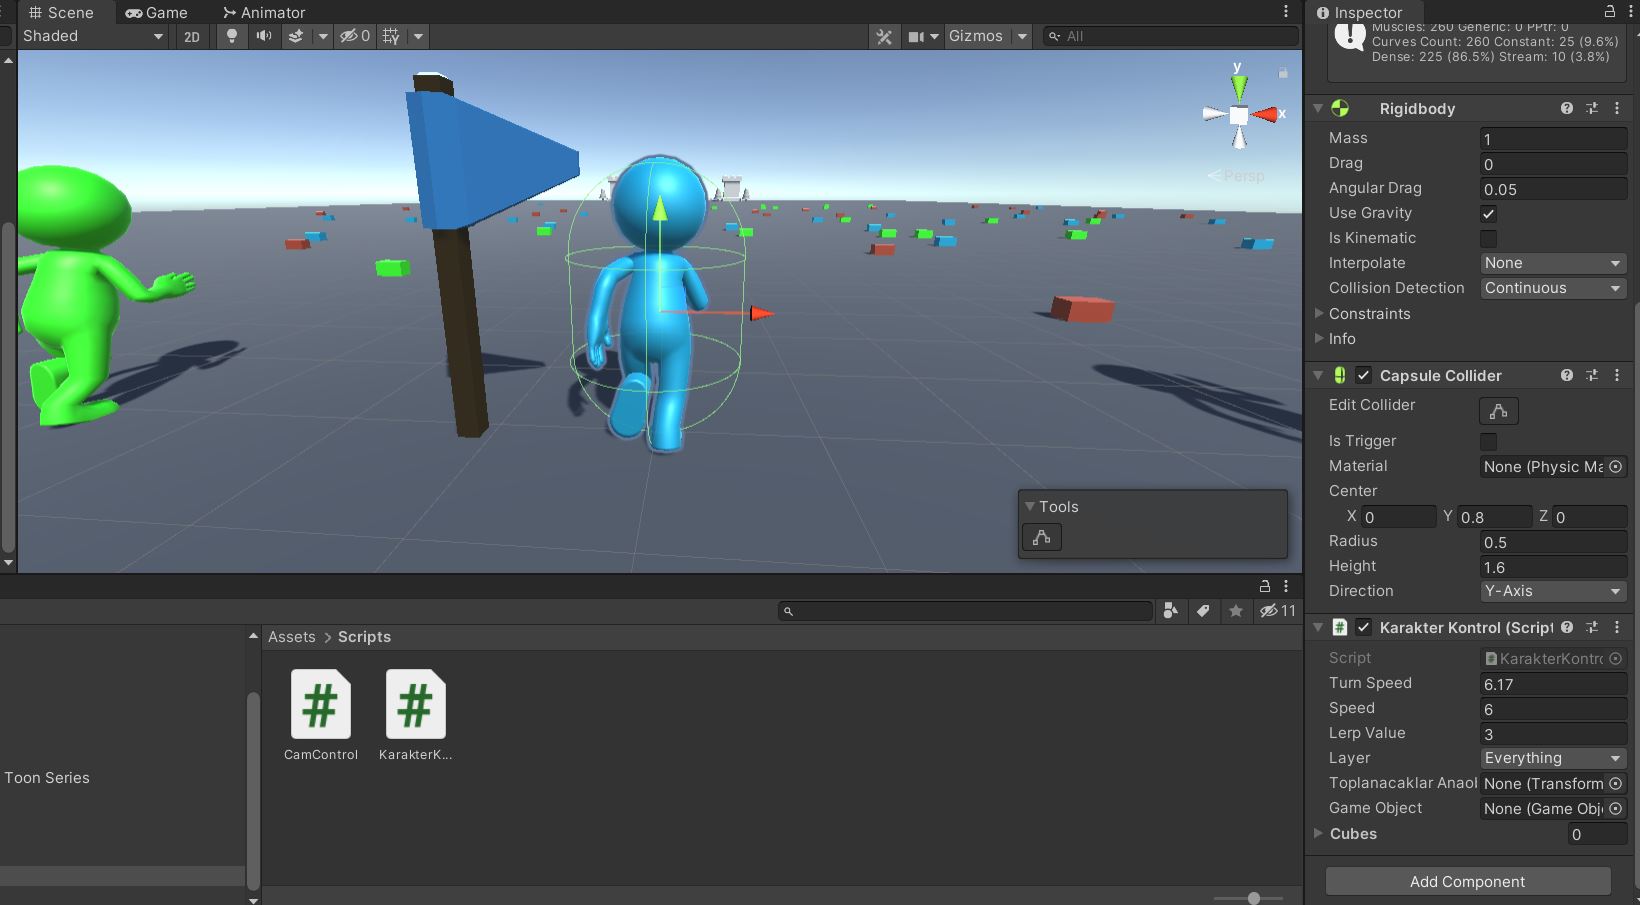 Scene
Game
Animator
Shaded
2D
0
Gizmos
All
y
x
Persp
Tools
11
Assets > Scripts
CamControl
KarakterK...
Toon Series
Inspector
Muscles: 260 Generic: 0 PPtr: 0
Curves Count: 260 Constant: 25 (9.6%)
Dense: 225 (86.5%) Stream: 10 (3.8%)
Rigidbody
Mass 1
Drag 0
Angular Drag 0.05
Use Gravity
Is Kinematic
Interpolate None
Collision Detection Continuous
Constraints
Info
Capsule Collider
Edit Collider
Is Trigger
Material None (Physic Ma
Center
X 0 Y 0.8 Z 0
Radius 0.5
Height 1.6
Direction Y-Axis
Karakter Kontrol (Script
Script KarakterKontro
Turn Speed 6.17
Speed 6
Lerp Value 3
Layer Everything
Toplanacaklar Anaol None (Transform
Game Object None (Game Obj
Cubes 0
Add Component